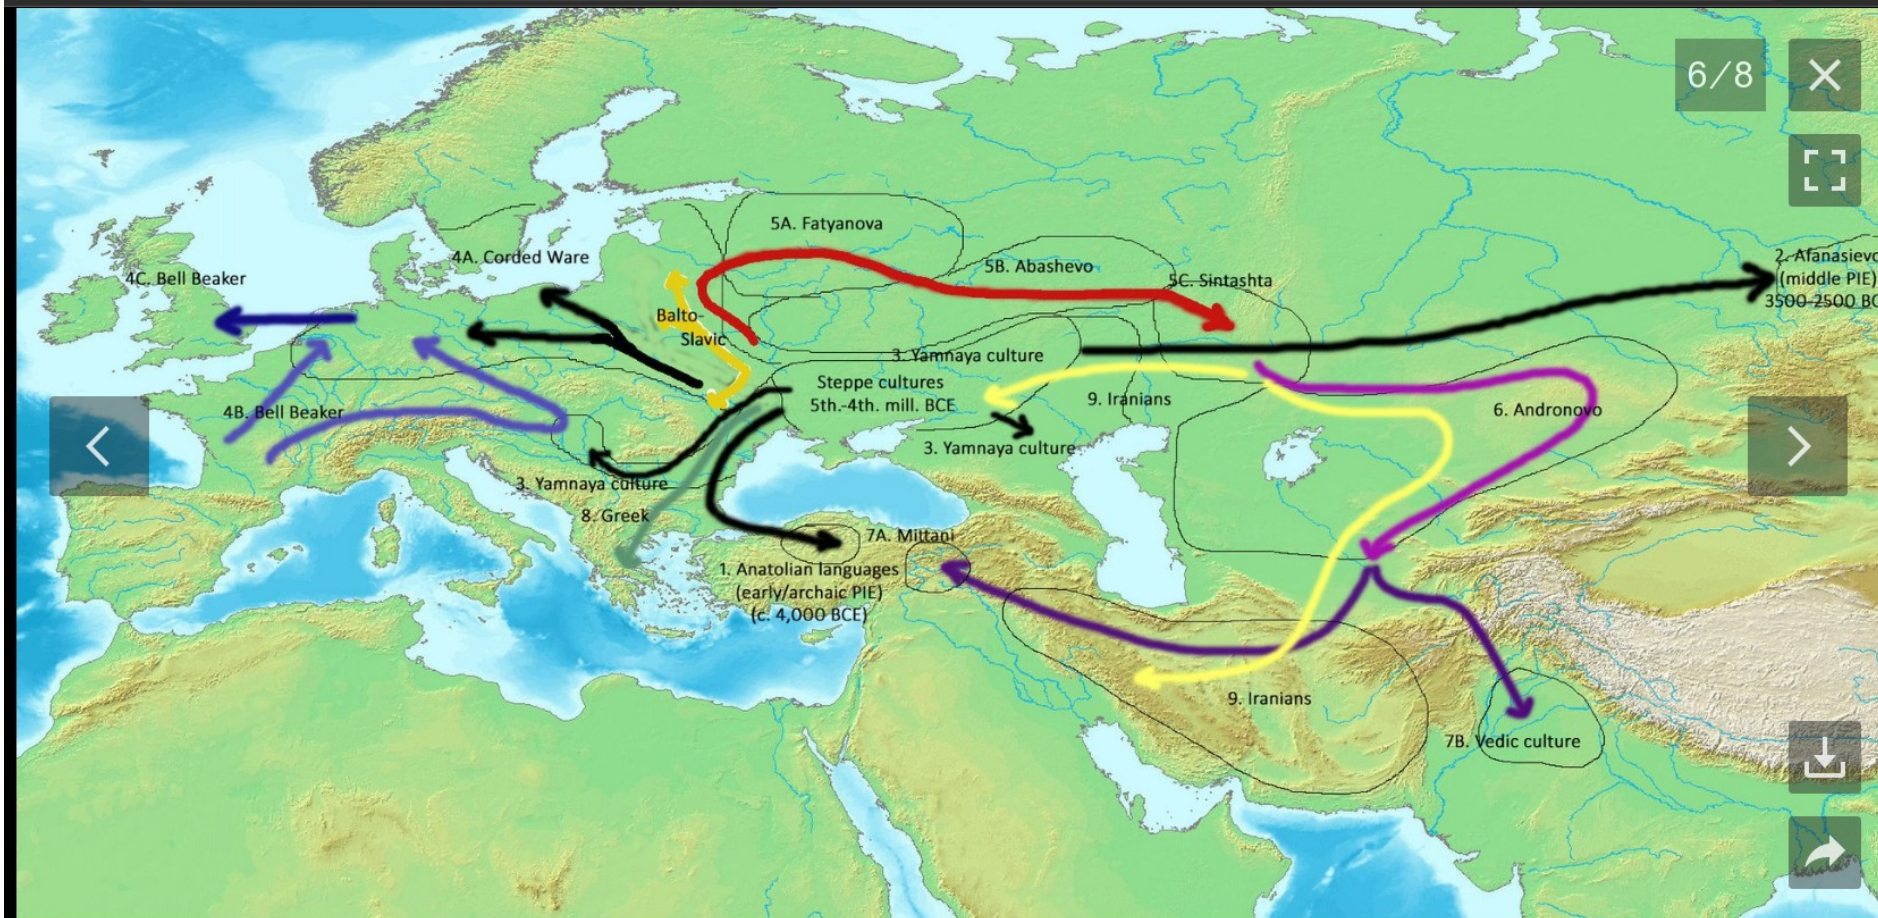 6/8
5A. Fatyanova
4A. Corded Ware
5B. Abashevo
2. Afanasievo
(middle PIE)
3500-2500 BC
4C. Bell Beaker
5C. Sintashta
Balto-
Slavic
3. Yamnaya culture
Steppe cultures
5th.-4th. mill. BCE
9. Iranians
6. Andronovo
4B. Bell Beaker
3. Yamnaya culture
3. Yamnaya culture
8. Greek
7A. Mittani
1. Anatolian languages
(early/archaic PIE)
(c. 4,000 BCE)
9. Iranians
7B. Vedic culture